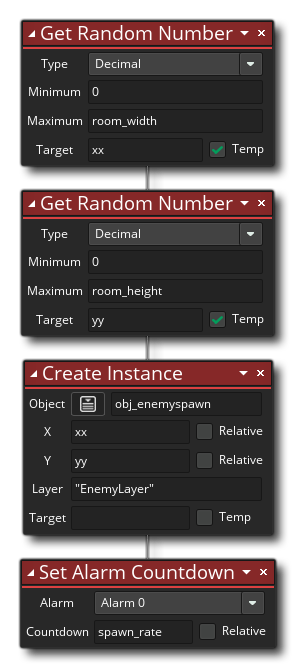 Get Random Number
Type Decimal
Minimum 0
Maximum room_width
Target xx Temp
Get Random Number
Type Decimal
Minimum 0
Maximum room_height
Target yy Temp
Create Instance
Object obj_enemyspawn
X xx Relative
Y yy Relative
Layer "EnemyLayer"
Target Temp
Set Alarm Countdown
Alarm Alarm 0
Countdown spawn_rate Relative